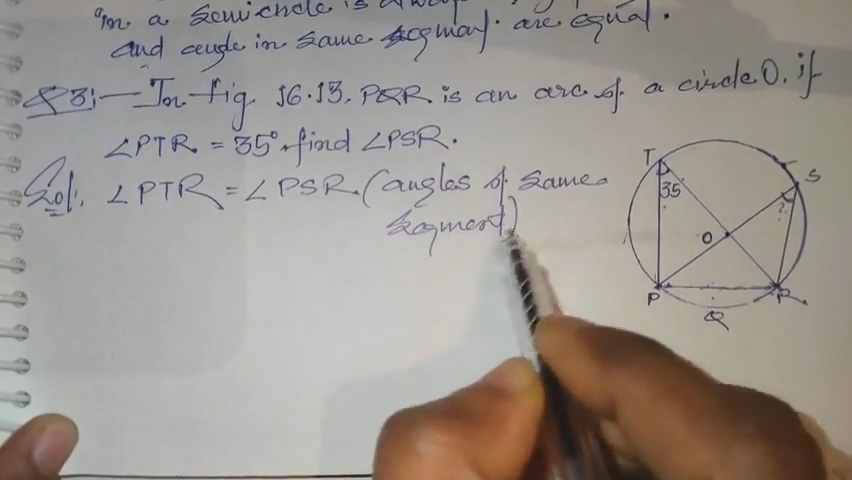 in a semicircle is always
and angle in same segment are equal.
Q3:— In fig 16.13, PQR is an arc of a circle O, if
∠PTR = 35°, find ∠PSR.
Sol. ∠PTR = ∠PSR (angles of same
segment)
T
S
35
?
O
P
R
Q